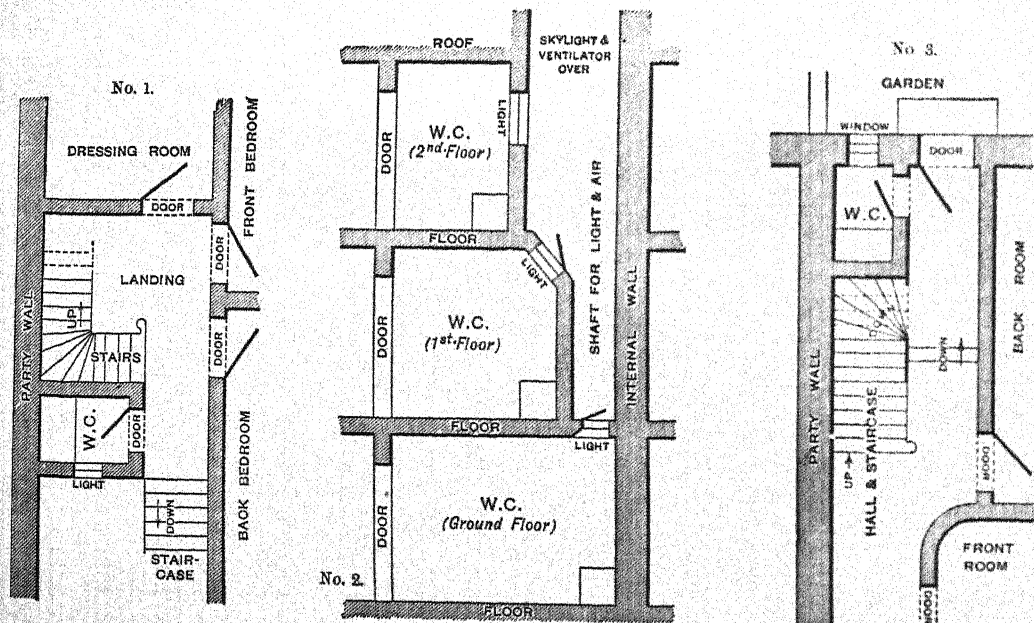 No. 1.
DRESSING ROOM
DOOR
FRONT BEDROOM
DOOR
LANDING
UP
STAIRS
PARTY WALL
DOOR
W.C.
DOOR
LIGHT
BACK BEDROOM
DOWN
STAIR-
CASE
No. 2.
ROOF
SKYLIGHT &
VENTILATOR
OVER
DOOR
W.C.
(2nd Floor)
LIGHT
FLOOR
LIGHT
SHAFT FOR LIGHT & AIR
INTERNAL WALL
DOOR
W.C.
(1st Floor)
FLOOR
LIGHT
DOOR
W.C.
(Ground Floor)
FLOOR
No 3.
GARDEN
WINDOW
DOOR
W.C.
BACK ROOM
DOWN
PARTY WALL
HALL & STAIRCASE
UP
DOOR
FRONT
ROOM
DOOR